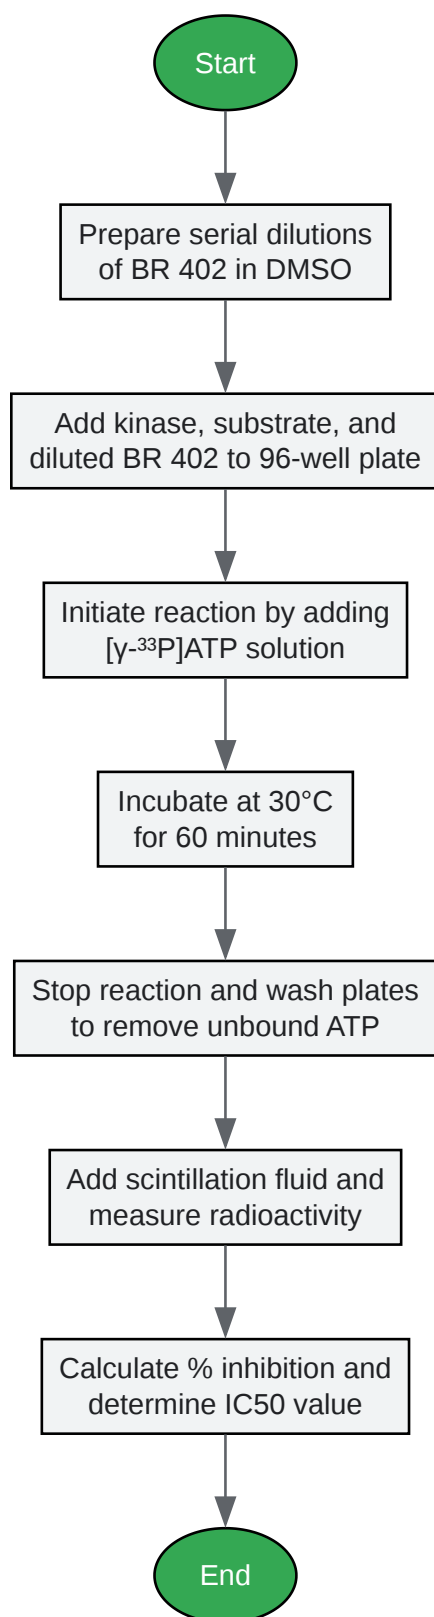 Start
Prepare serial dilutions
of BR 402 in DMSO
Add kinase, substrate, and
diluted BR 402 to 96-well plate
Initiate reaction by adding
[γ-³³P]ATP solution
Incubate at 30°C
for 60 minutes
Stop reaction and wash plates
to remove unbound ATP
Add scintillation fluid and
measure radioactivity
Calculate % inhibition and
determine IC50 value
End